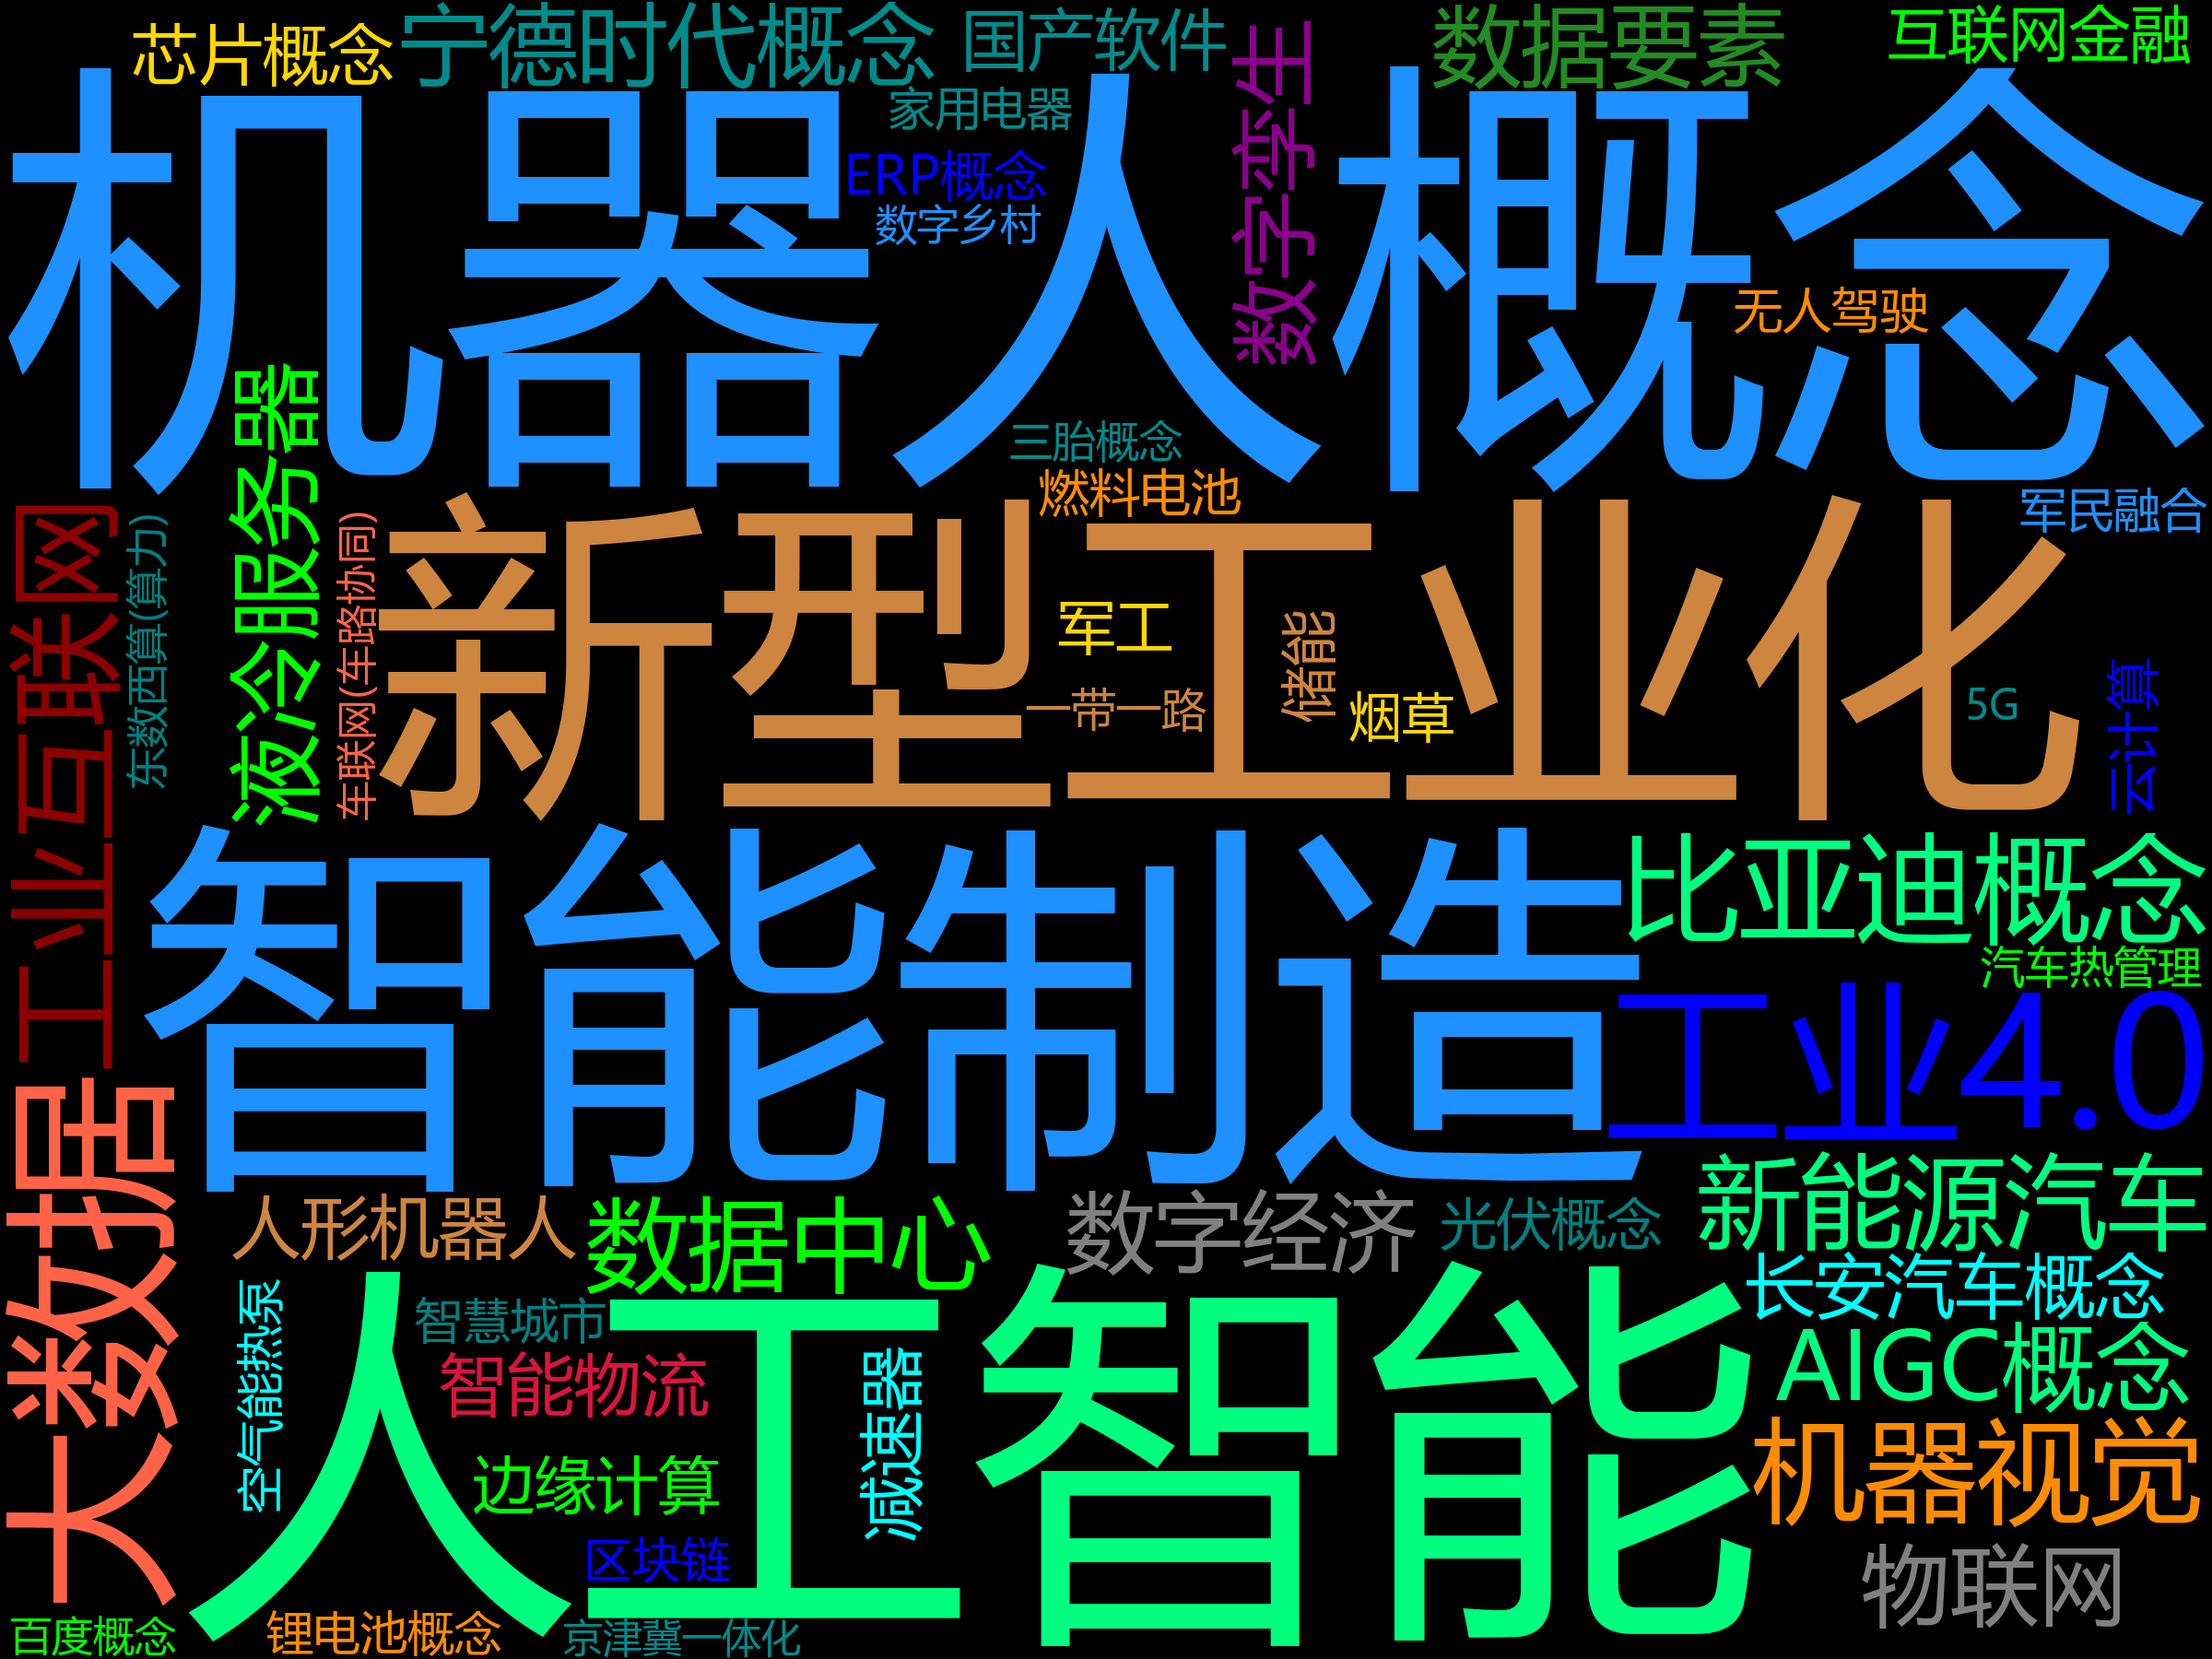 芯片概念
宁德时代概念
国产软件
数字孪生
数据要素
互联网金融
家用电器
ERP概念
数字乡村
机器人概念
无人驾驶
三胎概念
燃料电池
军民融合
工业互联网
东数西算(算力)
液冷服务器
车联网(车路协同)
新型工业化
军工
储能
一带一路
烟草
5G
云计算
智能制造
比亚迪概念
汽车热管理
工业4.0
大数据
人形机器人
数据中心
数字经济
光伏概念
新能源汽车
长安汽车概念
空气能热泵
智慧城市
智能物流
人工智能
减速器
AIGC概念
边缘计算
机器视觉
区块链
物联网
百度概念
锂电池概念
京津冀一体化